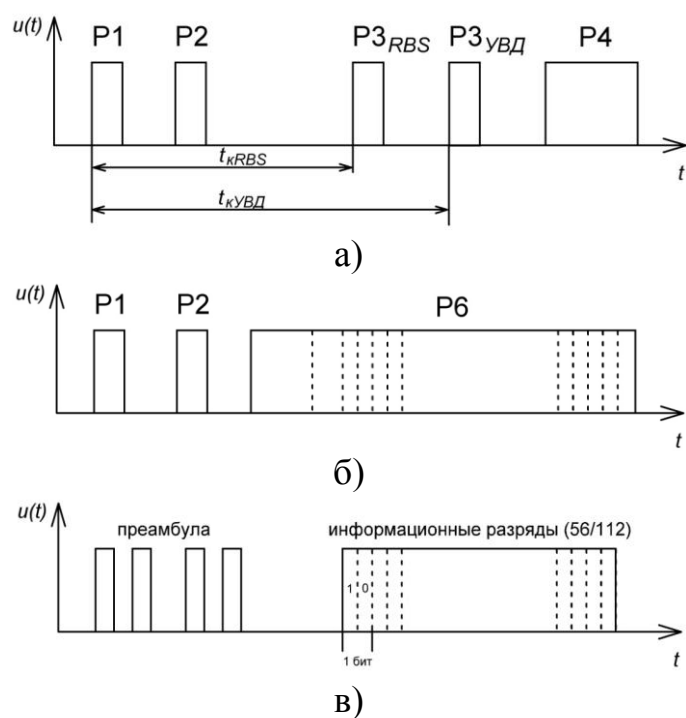 u(t)
P1 P2 P3RBS P3УВД P4
tкRBS
tкУВД
t
а)
u(t)
P1 P2 P6
t
б)
u(t)
преамбула информационные разряды (56/112)
1 0
1 бит
t
в)